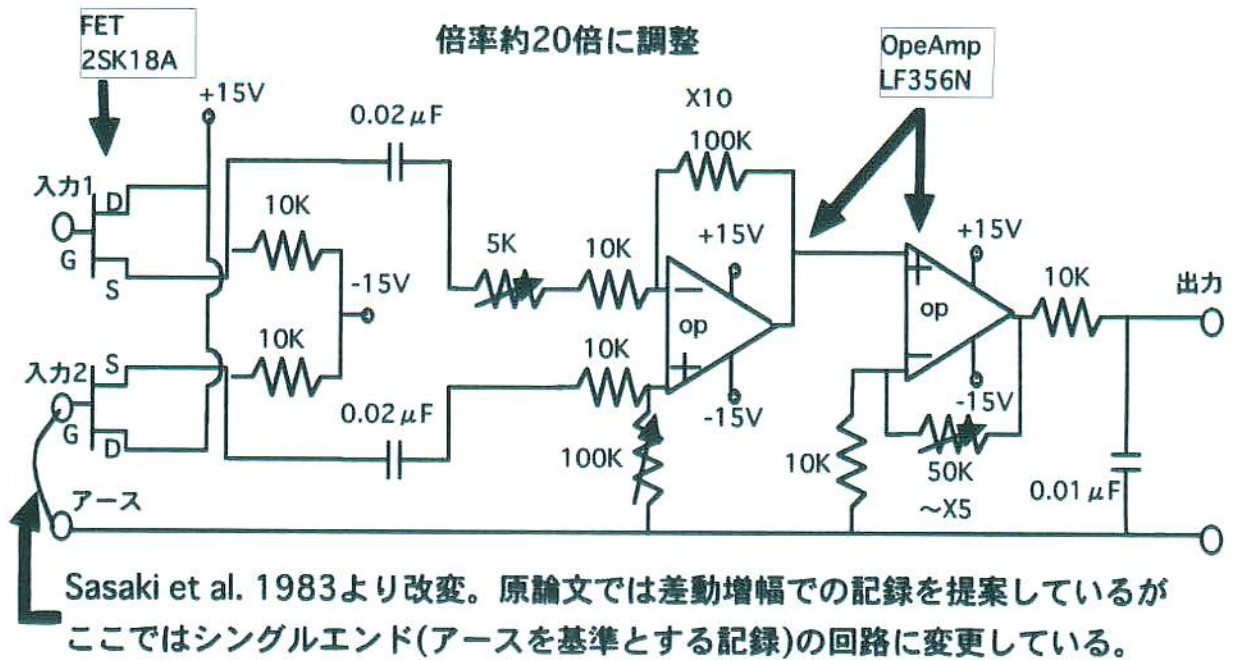 FET
2SK18A
倍率約20倍に調整
OpeAmp
LF356N
+15V
0.02μF
X10
100K
入力1
D
G
S
10K
5K
10K
+15V
+15V
-15V
−
op
+
10K
出力
+
op
−
10K
10K
-15V
-15V
入力2
S
G
D
0.02μF
100K
10K
50K
～X5
0.01μF
アース
Sasaki et al. 1983より改変。原論文では差動増幅での記録を提案しているが
ここではシングルエンド(アースを基準とする記録)の回路に変更している。